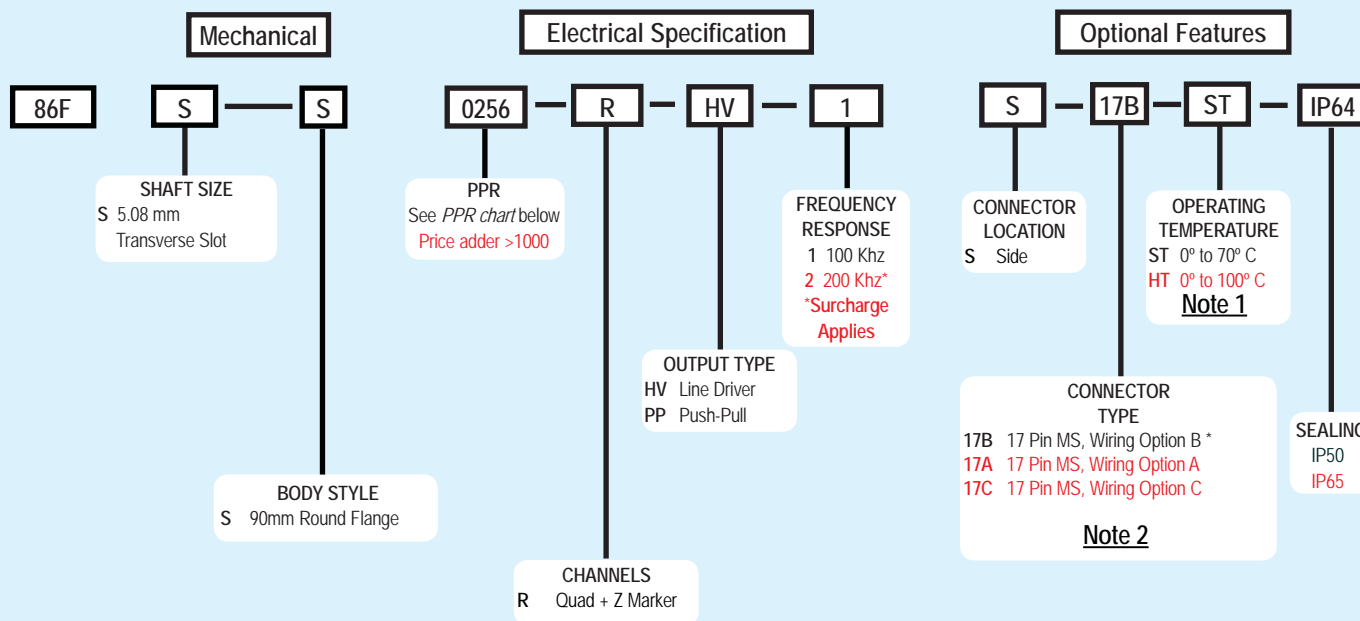 Mechanical
Electrical Specification
Optional Features
86F
S
S
0256
R
HV
1
S
17B
ST
IP64
SHAFT SIZE
S 5.08 mm
Transverse Slot
PPR
See PPR chart below
Price adder >1000
FREQUENCY
RESPONSE
1 100 Khz
2 200 Khz*
*Surcharge
Applies
CONNECTOR
LOCATION
S Side
OPERATING
TEMPERATURE
ST 0º to 70º C
HT 0º to 100º C
Note 1
OUTPUT TYPE
HV Line Driver
PP Push-Pull
CONNECTOR
TYPE
17B 17 Pin MS, Wiring Option B *
17A 17 Pin MS, Wiring Option A
17C 17 Pin MS, Wiring Option C
Note 2
SEALING
IP50
IP65
BODY STYLE
S 90mm Round Flange
CHANNELS
R Quad + Z Marker